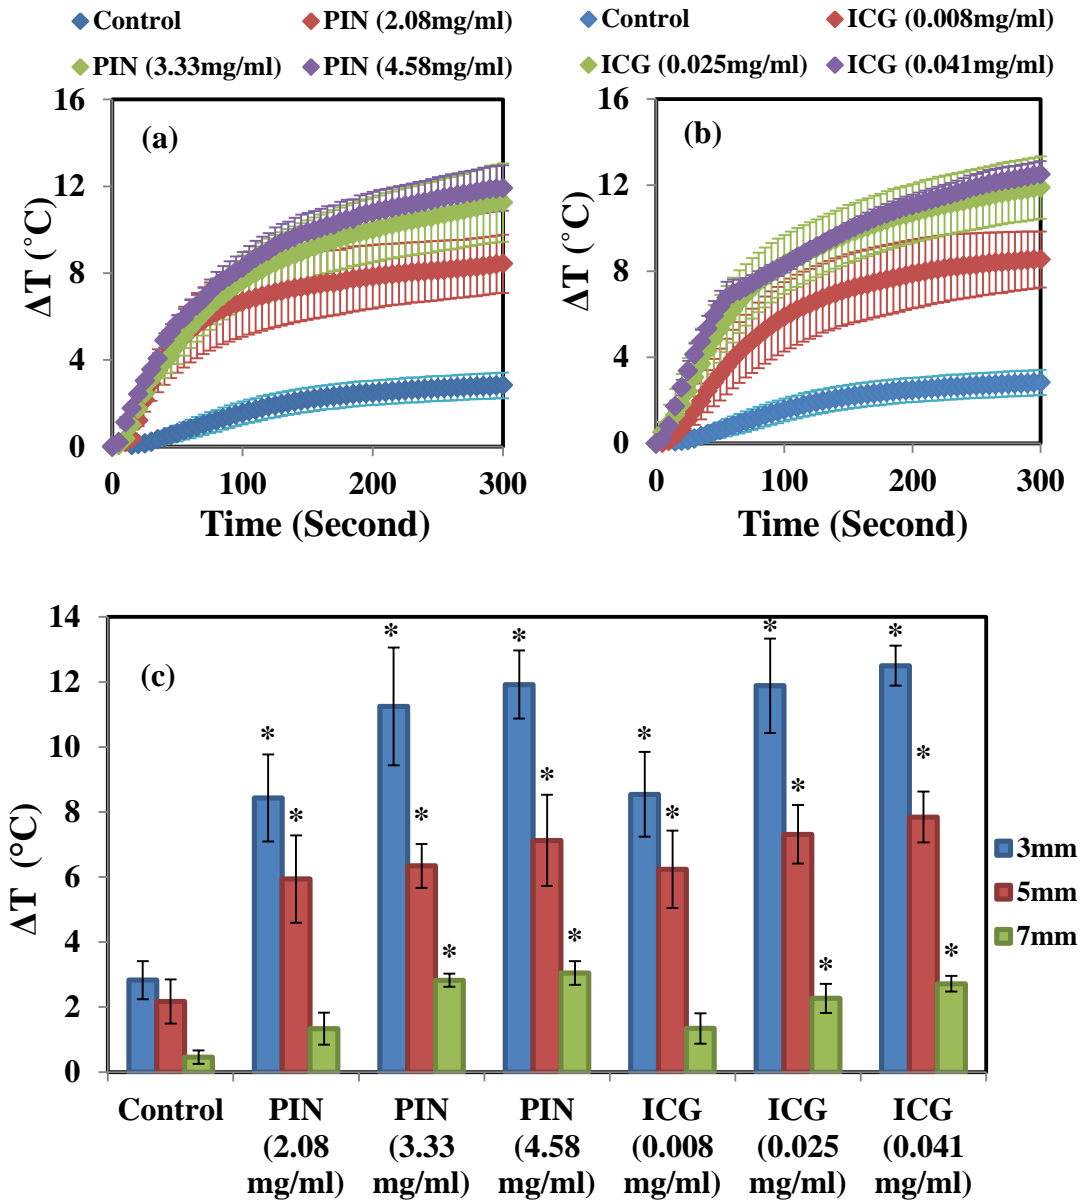 Control PIN (2.08mg/ml)
PIN (3.33mg/ml) PIN (4.58mg/ml)
16
12
8
4
0
ΔT (°C)
(a)
0 100 200 300
Time (Second)
Control ICG (0.008mg/ml)
ICG (0.025mg/ml) ICG (0.041mg/ml)
16
12
8
4
0
ΔT (°C)
(b)
0 100 200 300
Time (Second)
14
12
10
8
6
4
2
0
ΔT (°C)
(c)
* * * * * * * * * * * * * * * *
3mm
5mm
7mm
Control PIN PIN PIN ICG ICG ICG
(2.08 (3.33 (4.58 (0.008 (0.025 (0.041
mg/ml) mg/ml) mg/ml) mg/ml) mg/ml) mg/ml)